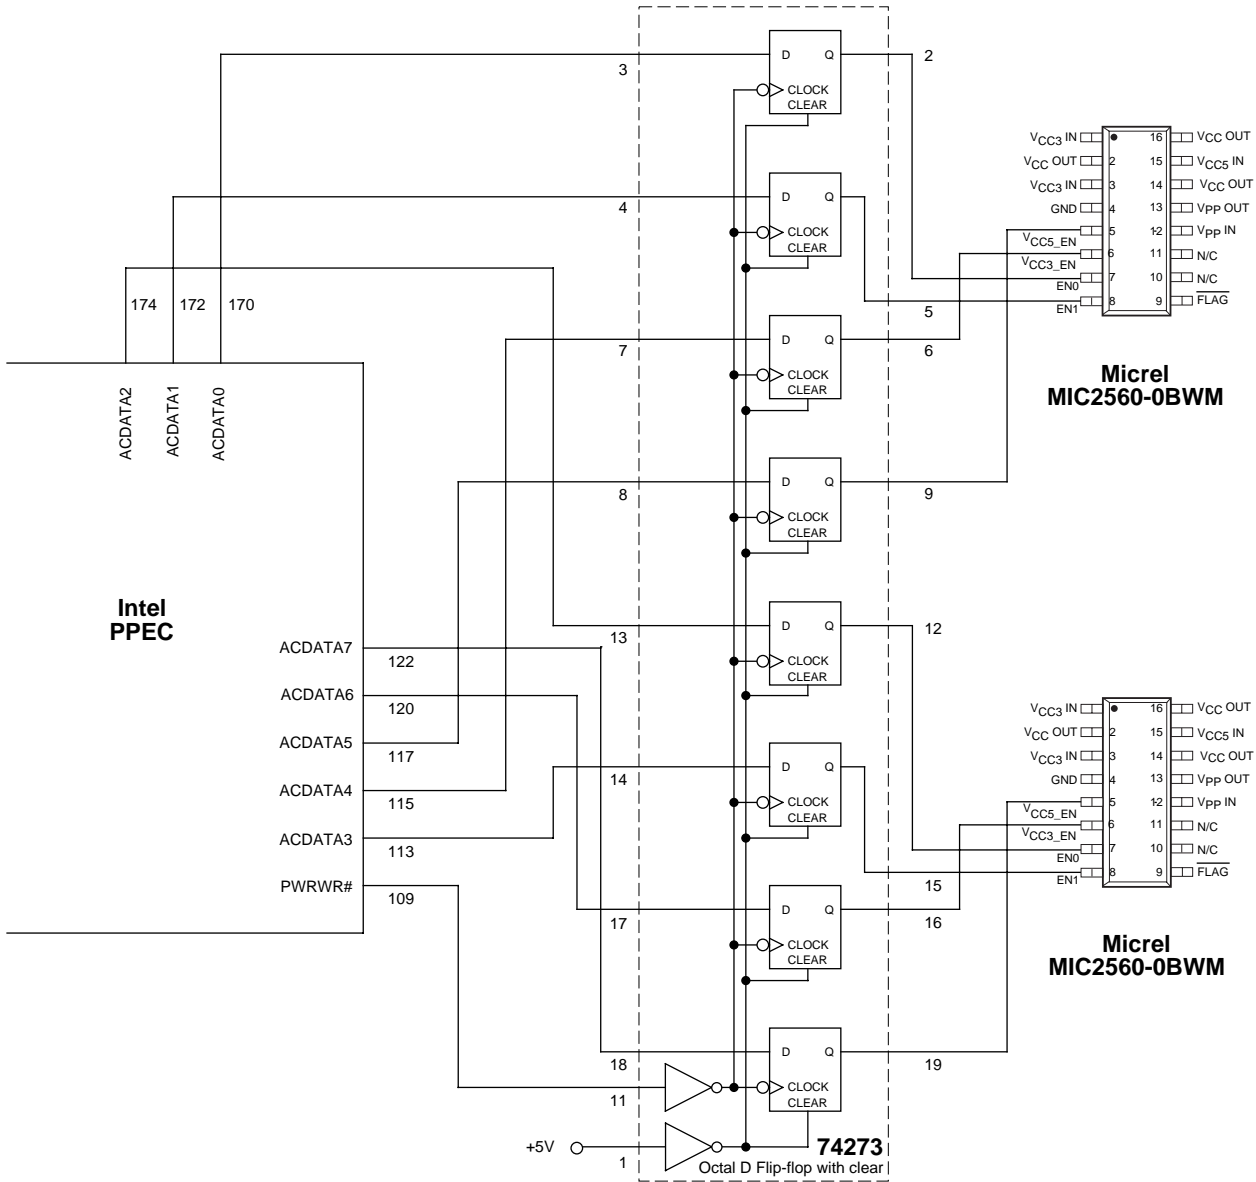 D Q
CLOCK
CLEAR
3
2
D Q
CLOCK
CLEAR
4
5
D Q
CLOCK
CLEAR
7
6
D Q
CLOCK
CLEAR
8
9
D Q
CLOCK
CLEAR
13
12
D Q
CLOCK
CLEAR
14
15
D Q
CLOCK
CLEAR
17
16
D Q
CLOCK
CLEAR
18
19
11
+5V
1
74273
Octal D Flip-flop with clear
174 172 170
ACDATA2
ACDATA1
ACDATA0
Intel
PPEC
ACDATA7
122
ACDATA6
120
ACDATA5
117
ACDATA4
115
ACDATA3
113
PWRWR#
109
VCC3 IN 16 VCC OUT
VCC OUT 2 15 VCC5 IN
VCC3 IN 3 14 VCC OUT
GND 4 13 VPP OUT
VCC5_EN 5 12 VPP IN
VCC3_EN 6 11 N/C
EN0 7 10 N/C
EN1 8 9 FLAG
Micrel
MIC2560-0BWM
VCC3 IN 16 VCC OUT
VCC OUT 2 15 VCC5 IN
VCC3 IN 3 14 VCC OUT
GND 4 13 VPP OUT
VCC5_EN 5 12 VPP IN
VCC3_EN 6 11 N/C
EN0 7 10 N/C
EN1 8 9 FLAG
Micrel
MIC2560-0BWM